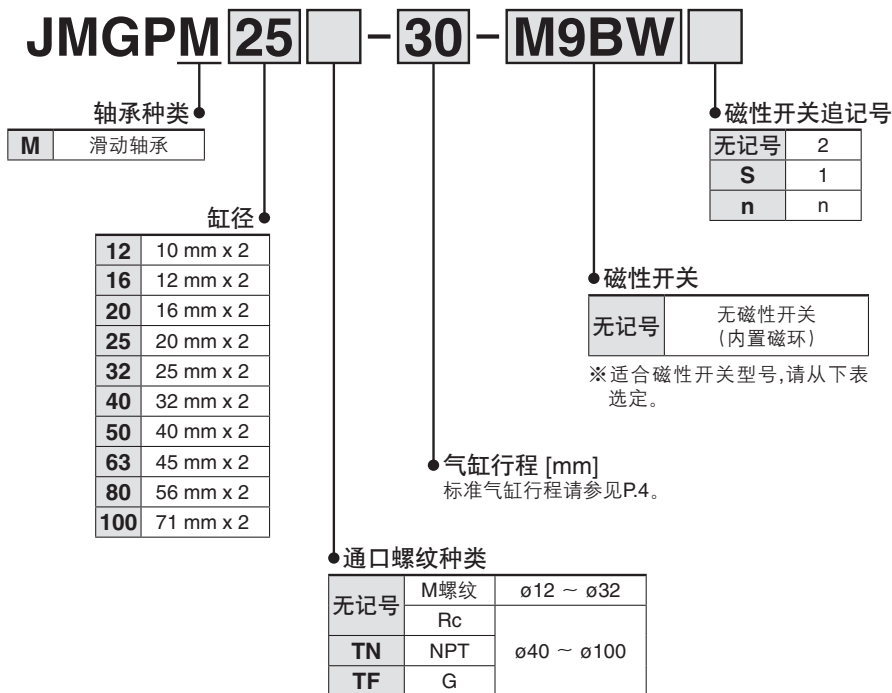 JMGPM 25 - 30 - M9BW
轴承种类
M 滑动轴承
缸径
12 10 mm x 2
16 12 mm x 2
20 16 mm x 2
25 20 mm x 2
32 25 mm x 2
40 32 mm x 2
50 40 mm x 2
63 45 mm x 2
80 56 mm x 2
100 71 mm x 2
通口螺纹种类
无记号 M螺纹 ø12 ~ ø32
Rc
TN NPT ø40 ~ ø100
TF G
气缸行程 [mm]
标准气缸行程请参见P.4。
磁性开关
无记号 无磁性开关
(内置磁环)
※适合磁性开关型号,请从下表
选定。
磁性开关追记号
无记号 2
S 1
n n